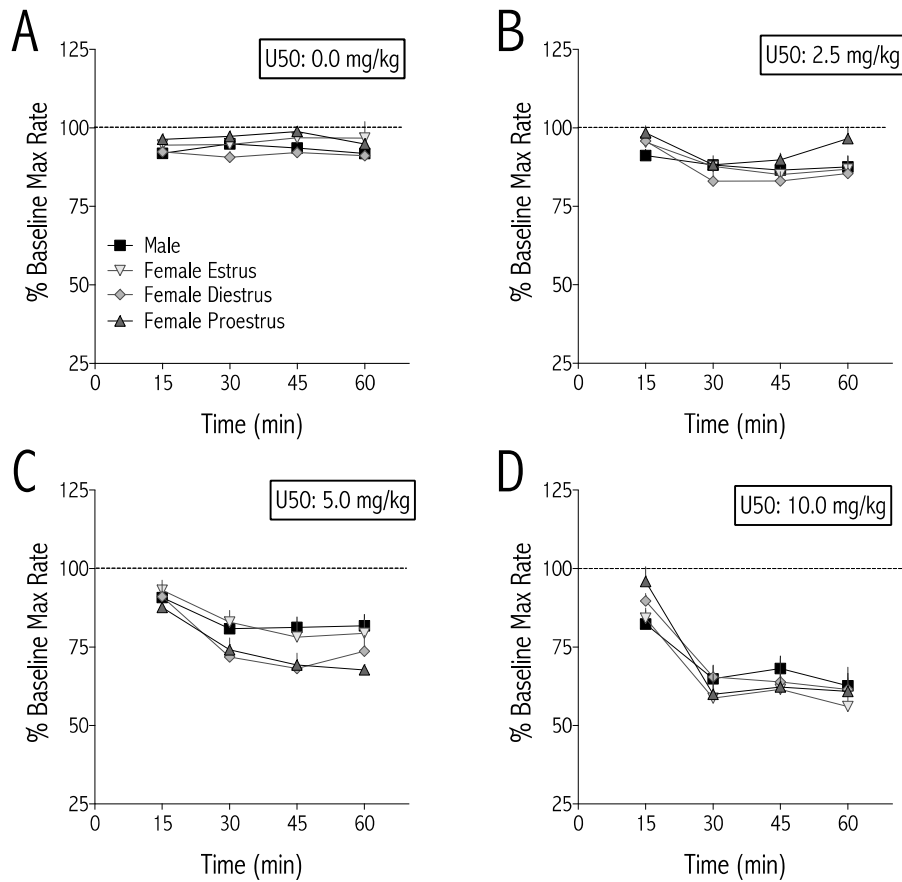 A
U50: 0.0 mg/kg
125
100
75
50
25
% Baseline Max Rate
Male
Female Estrus
Female Diestrus
Female Proestrus
0 15 30 45 60
Time (min)
B
U50: 2.5 mg/kg
125
100
75
50
25
% Baseline Max Rate
0 15 30 45 60
Time (min)
C
U50: 5.0 mg/kg
125
100
75
50
25
% Baseline Max Rate
0 15 30 45 60
Time (min)
D
U50: 10.0 mg/kg
125
100
75
50
25
% Baseline Max Rate
0 15 30 45 60
Time (min)